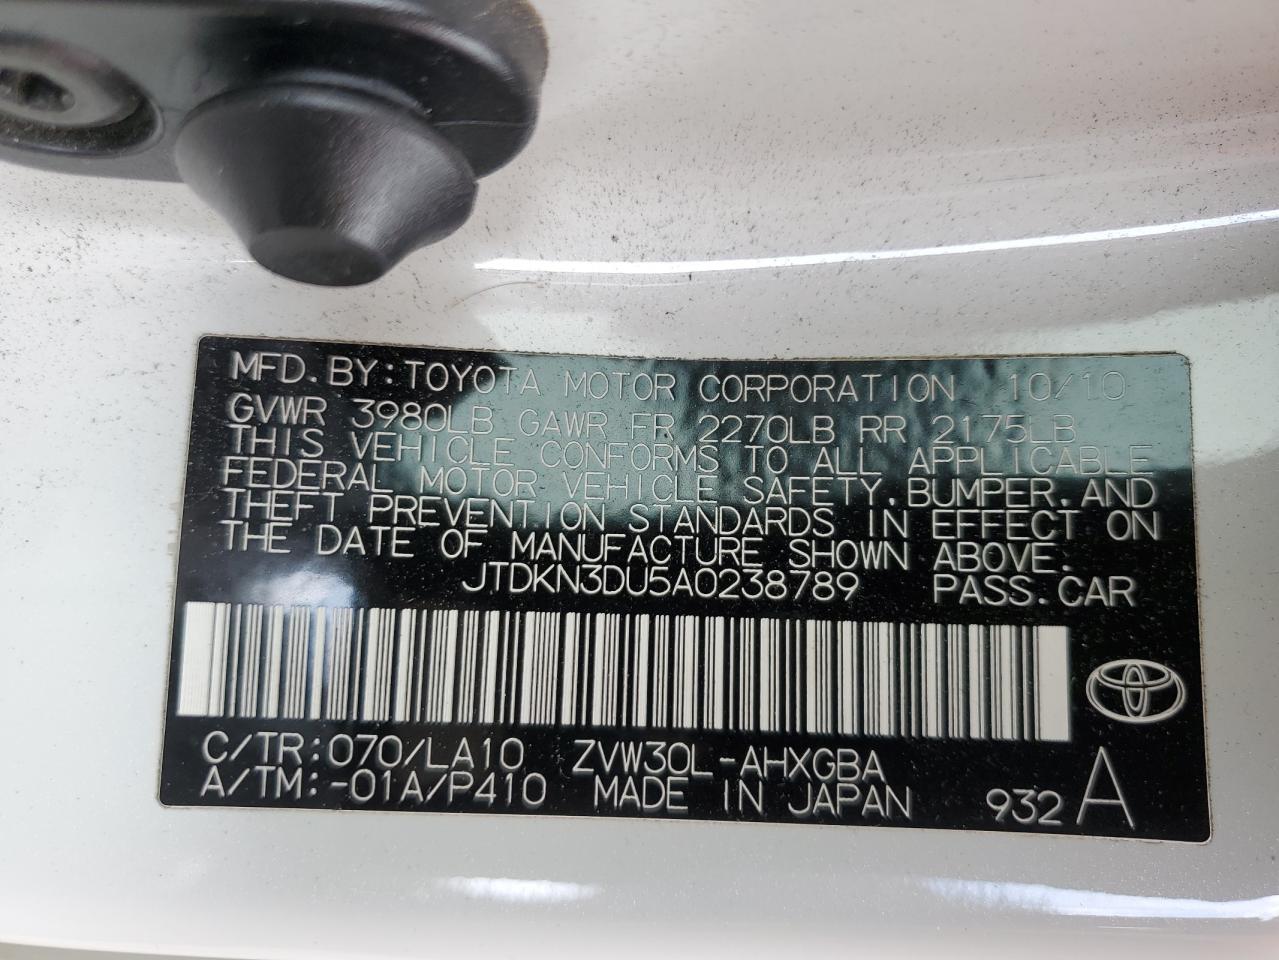 MFD.BY:TOYOTA MOTOR CORPORATION 10/10
GVWR 3980LB GAWR FR 2270LB RR 2175LB
THIS VEHICLE CONFORMS TO ALL APPLICABLE
FEDERAL MOTOR VEHICLE SAFETY,BUMPER,AND
THEFT PREVENTION STANDARDS IN EFFECT ON
THE DATE OF MANUFACTURE SHOWN ABOVE.
JTDKN3DU5A0238789 PASS.CAR
C/TR:070/LA10 ZVW30L-AHXGBA
A/TM:-01A/P410 MADE IN JAPAN 932 A